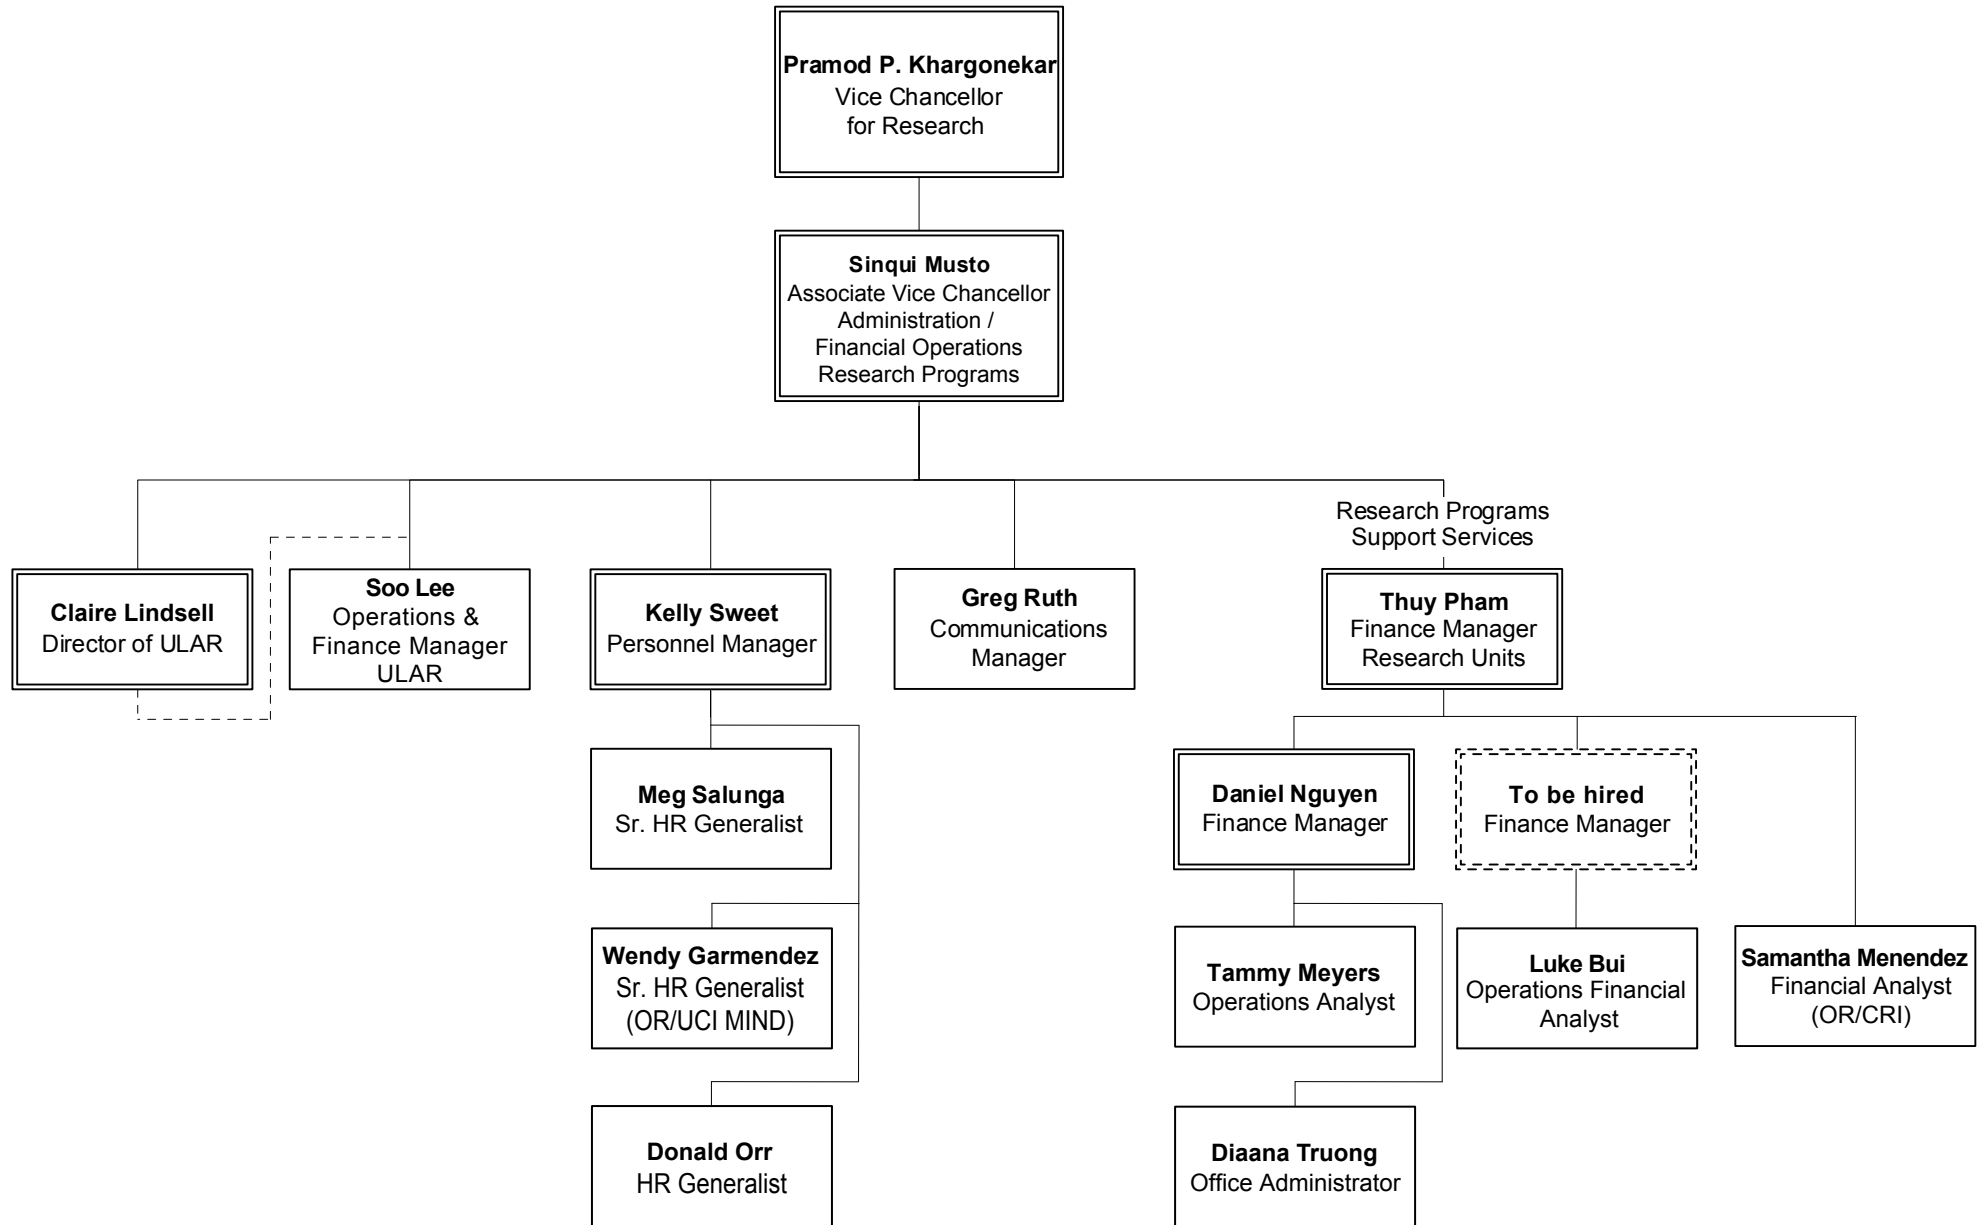 Pramod P. Khargonekar
Vice Chancellor
for Research
Sinqui Musto
Associate Vice Chancellor
Administration /
Financial Operations
Research Programs
Research Programs
Support Services
Claire Lindsell
Director of ULAR
Soo Lee
Operations &
Finance Manager
ULAR
Kelly Sweet
Personnel Manager
Greg Ruth
Communications
Manager
Thuy Pham
Finance Manager
Research Units
Meg Salunga
Sr. HR Generalist
Daniel Nguyen
Finance Manager
To be hired
Finance Manager
Wendy Garmendez
Sr. HR Generalist
(OR/UCI MIND)
Tammy Meyers
Operations Analyst
Luke Bui
Operations Financial
Analyst
Samantha Menendez
Financial Analyst
(OR/CRI)
Donald Orr
HR Generalist
Diaana Truong
Office Administrator